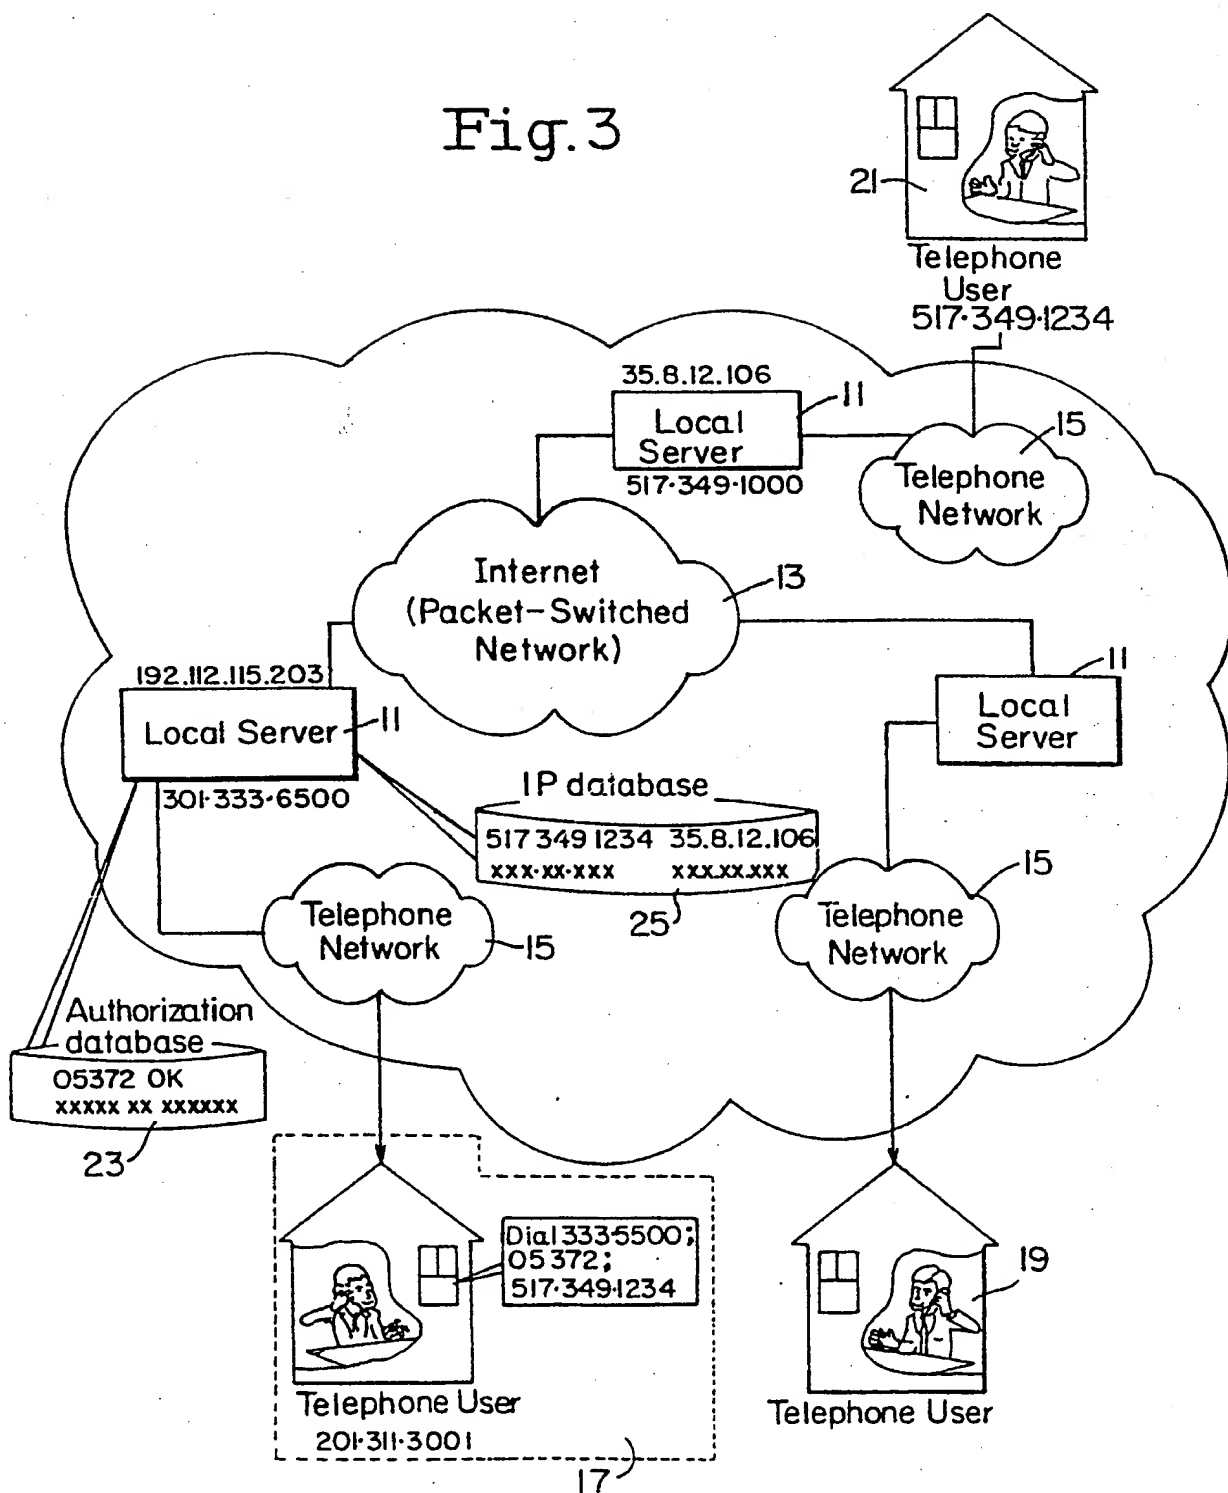 Fig. 3
21
Telephone
User
517·349·1234
35.8.12.106
11
Local
Server
517·349·1000
15
Telephone
Network
Internet
(Packet-Switched
Network)
13
192.112.115.203
Local Server
11
301·333·6500
11
Local
Server
IP database
517 349 1234 35.8.12.106
xxx·xx·xxx xxx.xx.xxx
25
Telephone
Network
15
15
Telephone
Network
Authorization
database
05372 OK
xxxxx xx xxxxxx
23
Dial 333·5500;
05372;
517·349·1234
Telephone User
201·311·3001
17
19
Telephone User